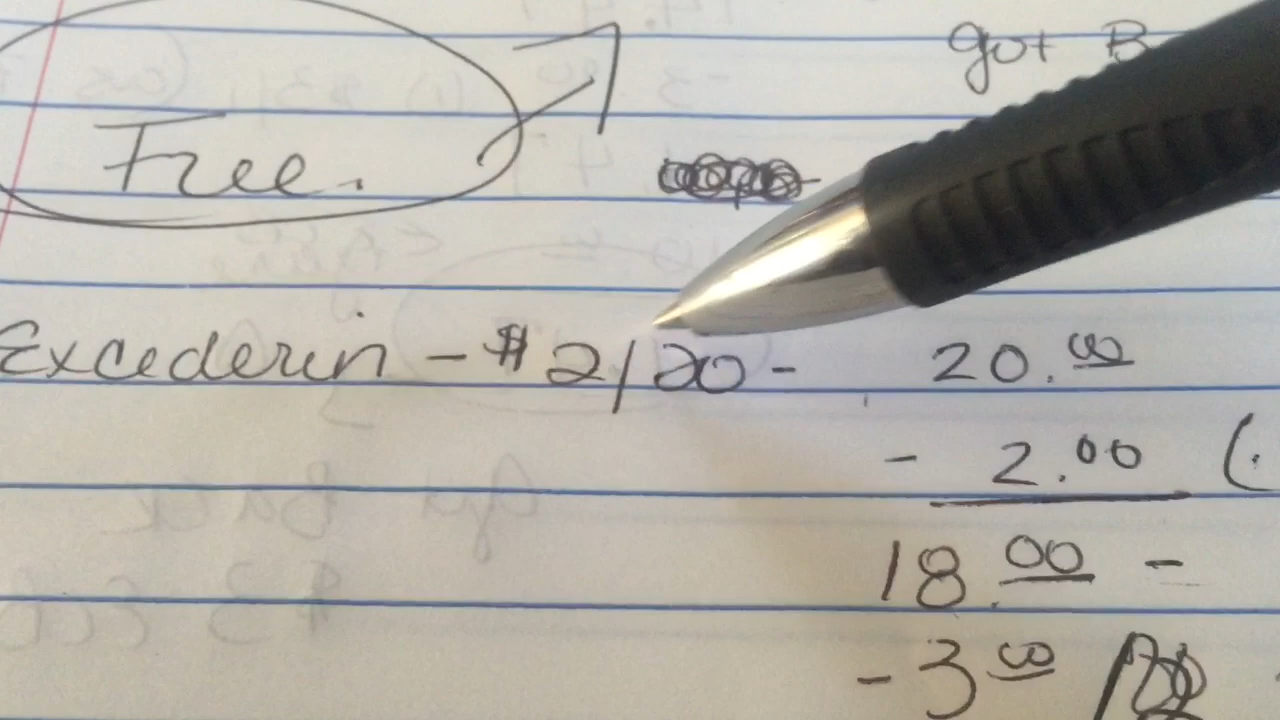 got
Free.
Excederin - $2/20 - 20.00
- 2.00 (.
18.00 -
- 3 00 /